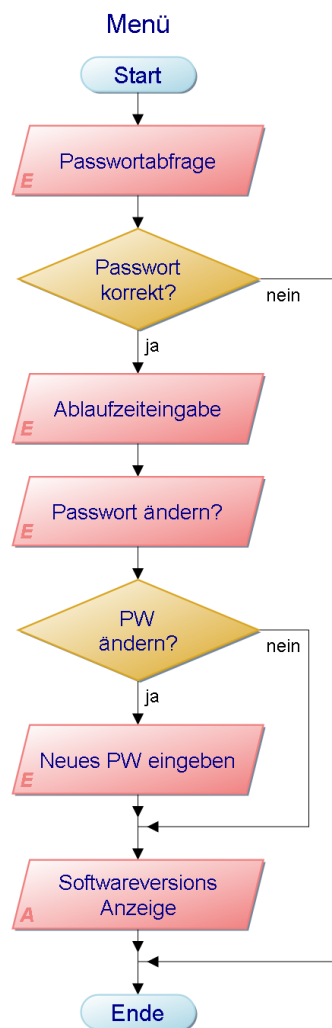 Menü
Start
Passwortabfrage
E
Passwort
korrekt?
nein
ja
Ablaufzeiteingabe
E
Passwort ändern?
E
PW
ändern?
nein
ja
Neues PW eingeben
E
Softwareversions
Anzeige
A
Ende